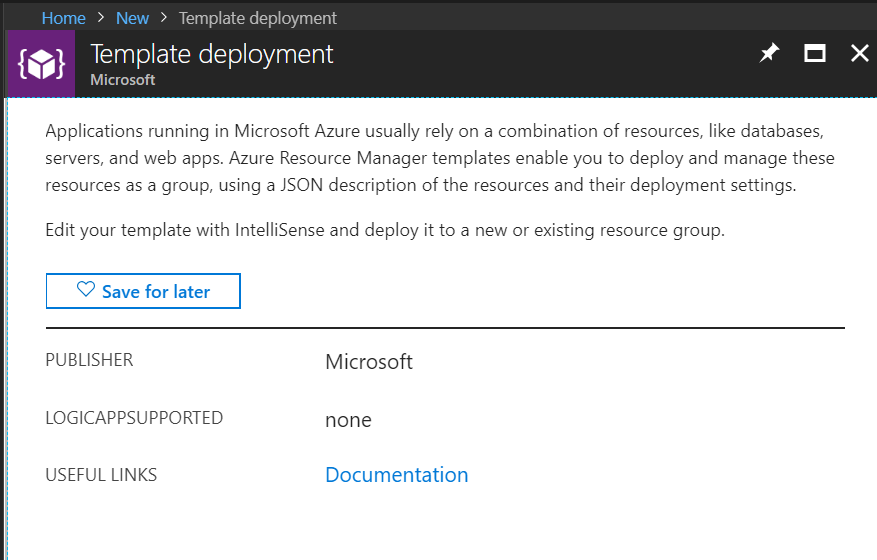 Home > New > Template deployment
Template deployment
Microsoft
Applications running in Microsoft Azure usually rely on a combination of resources, like databases,
servers, and web apps. Azure Resource Manager templates enable you to deploy and manage these
resources as a group, using a JSON description of the resources and their deployment settings.
Edit your template with IntelliSense and deploy it to a new or existing resource group.
Save for later
PUBLISHER Microsoft
LOGICAPPSUPPORTED none
USEFUL LINKS Documentation